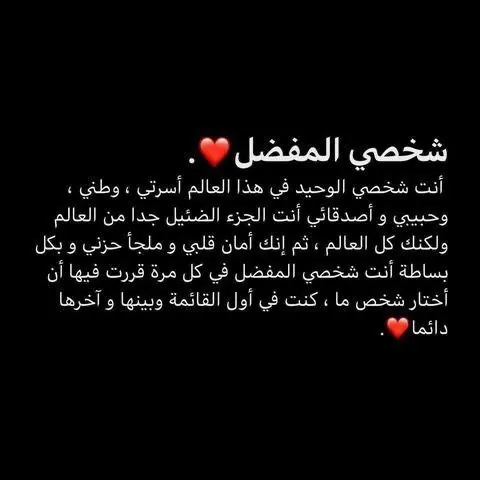 شخصي المفضل❤️.
أنت شخصي الوحيد في هذا العالم أسرتي ، وطني ،
وحبيبي و أصدقائي أنت الجزء الضئيل جدا من العالم
ولكنك كل العالم ، ثم إنك أمان قلبي و ملجأ حزني و بكل
بساطة أنت شخصي المفضل في كل مرة قررت فيها أن
أختار شخص ما ، كنت في أول القائمة وبينها و آخرها
دائما❤️.